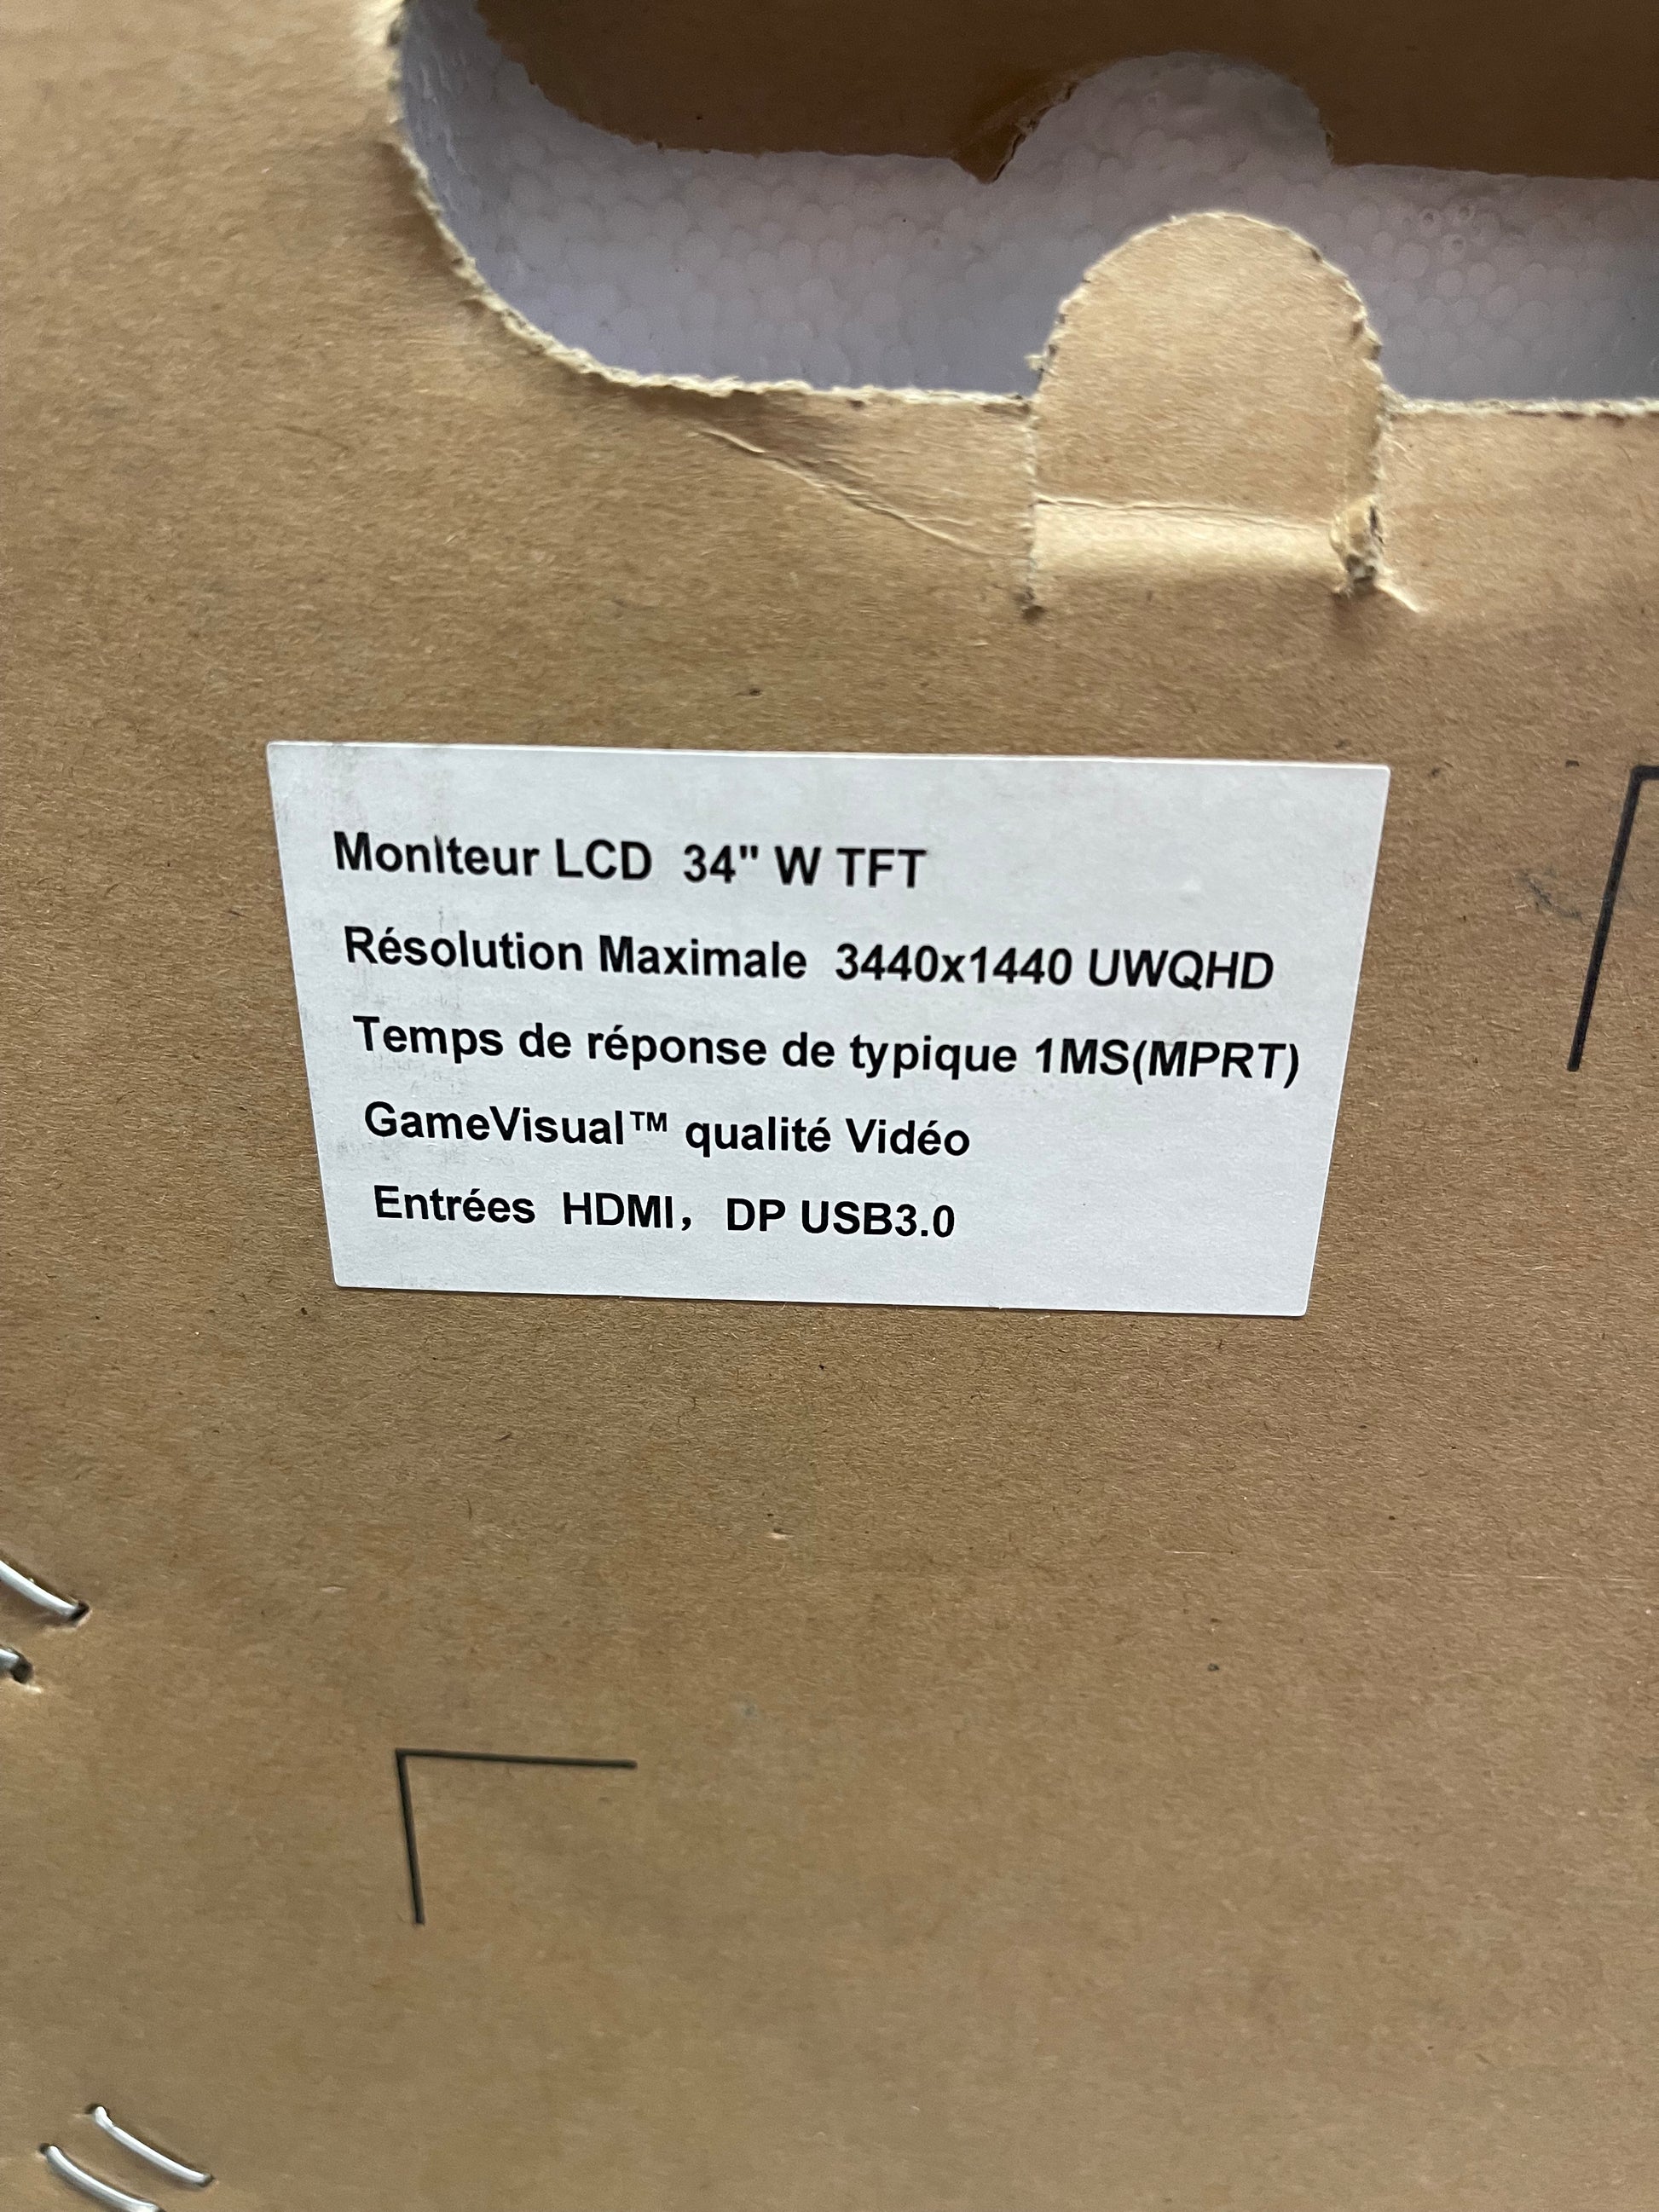 Moniteur LCD 34" W TFT
Résolution Maximale 3440x1440 UWQHD
Temps de réponse de typique 1MS(MPRT)
GameVisual™ qualité Vidéo
Entrées HDMI， DP USB3.0